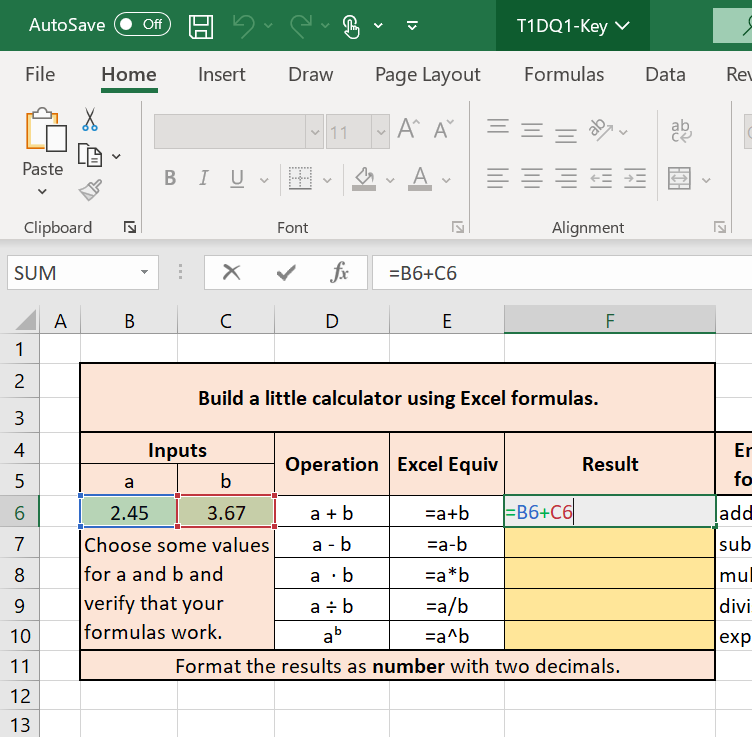 AutoSave Off T1DQ1-Key
File Home Insert Draw Page Layout Formulas Data Rev
Paste 11 A A ab
B I U A ab c
Clipboard Font Alignment
SUM fx =B6+C6
A B C D E F
1
2 Build a little calculator using Excel formulas.
3
4 Inputs Operation Excel Equiv Result Er
5 a b fo
6 2.45 3.67 a + b =a+b =B6+C6 add
7 Choose some values a - b =a-b sub
8 for a and b and a · b =a*b mul
9 verify that your a ÷ b =a/b divi
10 formulas work. aᵇ =a^b exp
11 Format the results as number with two decimals.
12
13